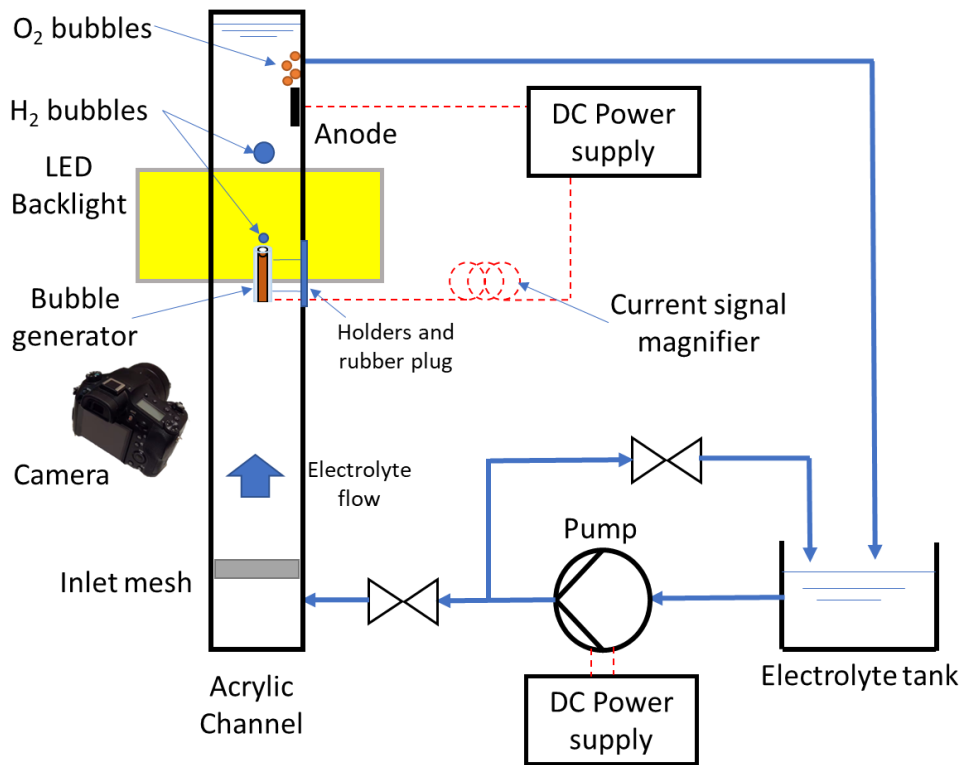 O₂ bubbles
H₂ bubbles
LED
Backlight
Bubble
generator
Camera
Inlet mesh
Acrylic
Channel
Anode
Holders and
rubber plug
Electrolyte
flow
DC Power
supply
Current signal
magnifier
Pump
DC Power
supply
Electrolyte tank